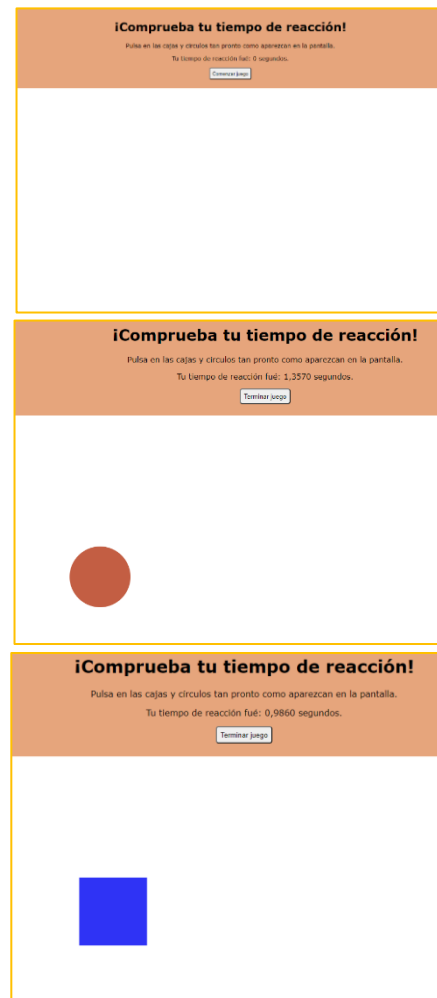 ¡Comprueba tu tiempo de reacción!
Pulsa en las cajas y circulos tan pronto como aparezcan en la pantalla.
Tu tiempo de reacción fué: 0 segundos.
Comenzar juego
¡Comprueba tu tiempo de reacción!
Pulsa en las cajas y circulos tan pronto como aparezcan en la pantalla.
Tu tiempo de reacción fué: 1,3570 segundos.
Terminar juego
¡Comprueba tu tiempo de reacción!
Pulsa en las cajas y circulos tan pronto como aparezcan en la pantalla.
Tu tiempo de reacción fué: 0,9860 segundos.
Terminar juego